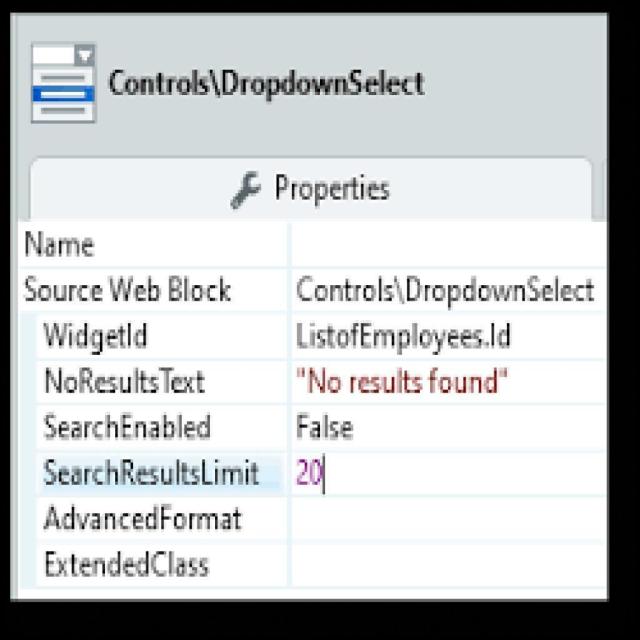 Controls\DropdownSelect
Properties
Name
Source Web Block Controls\DropdownSelect
WidgetId ListofEmployees.Id
NoResultsText "No results found"
SearchEnabled False
SearchResultsLimit 20
AdvancedFormat
ExtendedClass